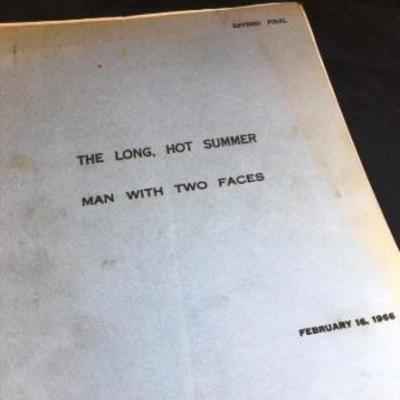 REVISED FINAL
THE LONG, HOT SUMMER
MAN WITH TWO FACES
FEBRUARY 16, 1966